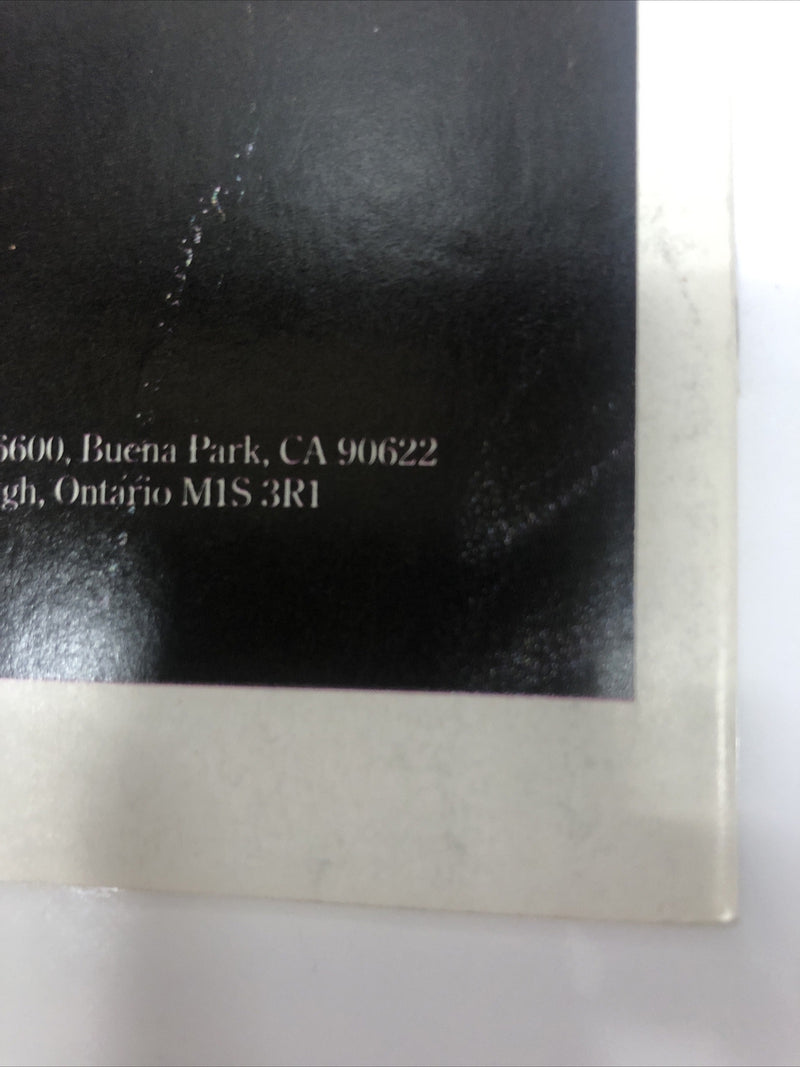 6600, Buena Park, CA 90622
gh, Ontario M1S 3R1